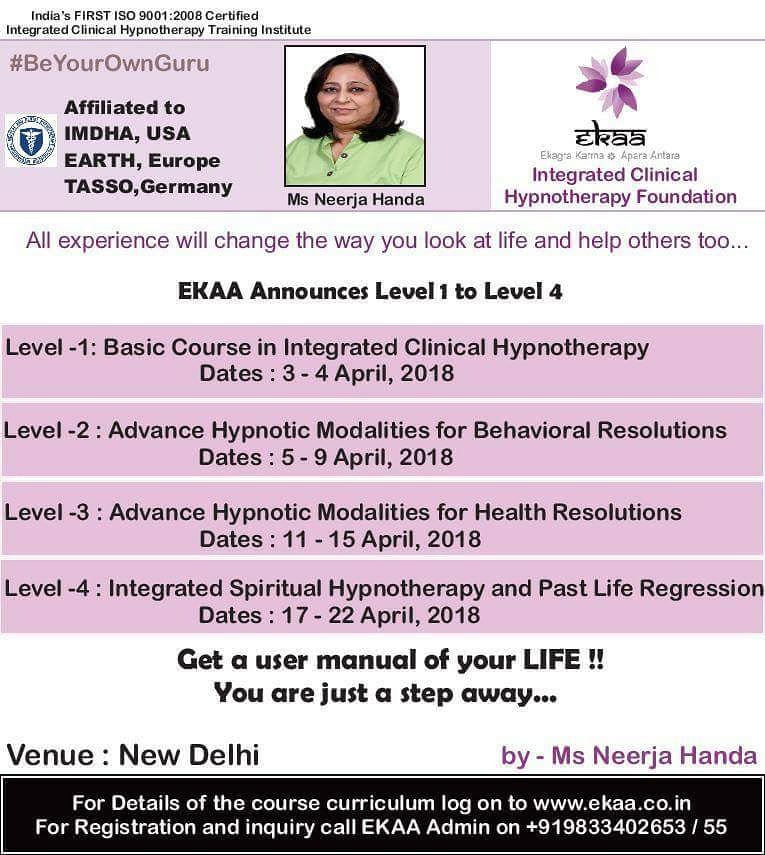 India's FIRST ISO 9001:2008 Certified
Integrated Clinical Hypnotherapy Training Institute
#BeYourOwnGuru
Affiliated to
IMDHA, USA
EARTH, Europe
TASSO,Germany
Ms Neerja Handa
ekaa
Ekagra Karma Apara Antara
Integrated Clinical
Hypnotherapy Foundation
All experience will change the way you look at life and help others too...
EKAA Announces Level 1 to Level 4
Level -1: Basic Course in Integrated Clinical Hypnotherapy
Dates : 3 - 4 April, 2018
Level -2 : Advance Hypnotic Modalities for Behavioral Resolutions
Dates : 5 - 9 April, 2018
Level -3 : Advance Hypnotic Modalities for Health Resolutions
Dates : 11 - 15 April, 2018
Level -4 : Integrated Spiritual Hypnotherapy and Past Life Regression
Dates : 17 - 22 April, 2018
Get a user manual of your LIFE !!
You are just a step away...
Venue : New Delhi
by - Ms Neerja Handa
For Details of the course curriculum log on to www.ekaa.co.in
For Registration and inquiry call EKAA Admin on +919833402653 / 55